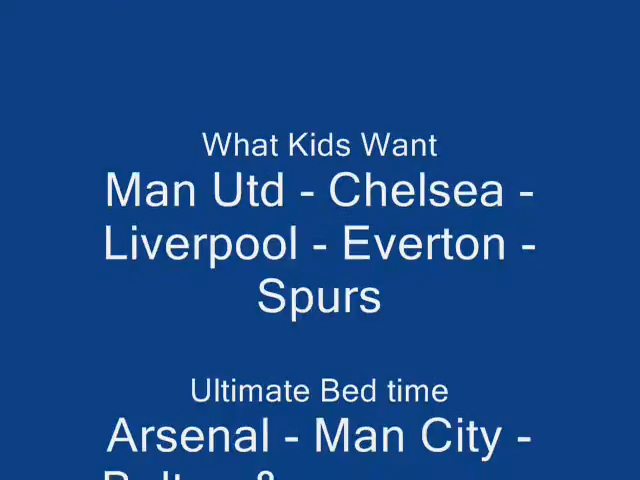 What Kids Want
Man Utd - Chelsea -
Liverpool - Everton -
Spurs
Ultimate Bed time
Arsenal - Man City -
&